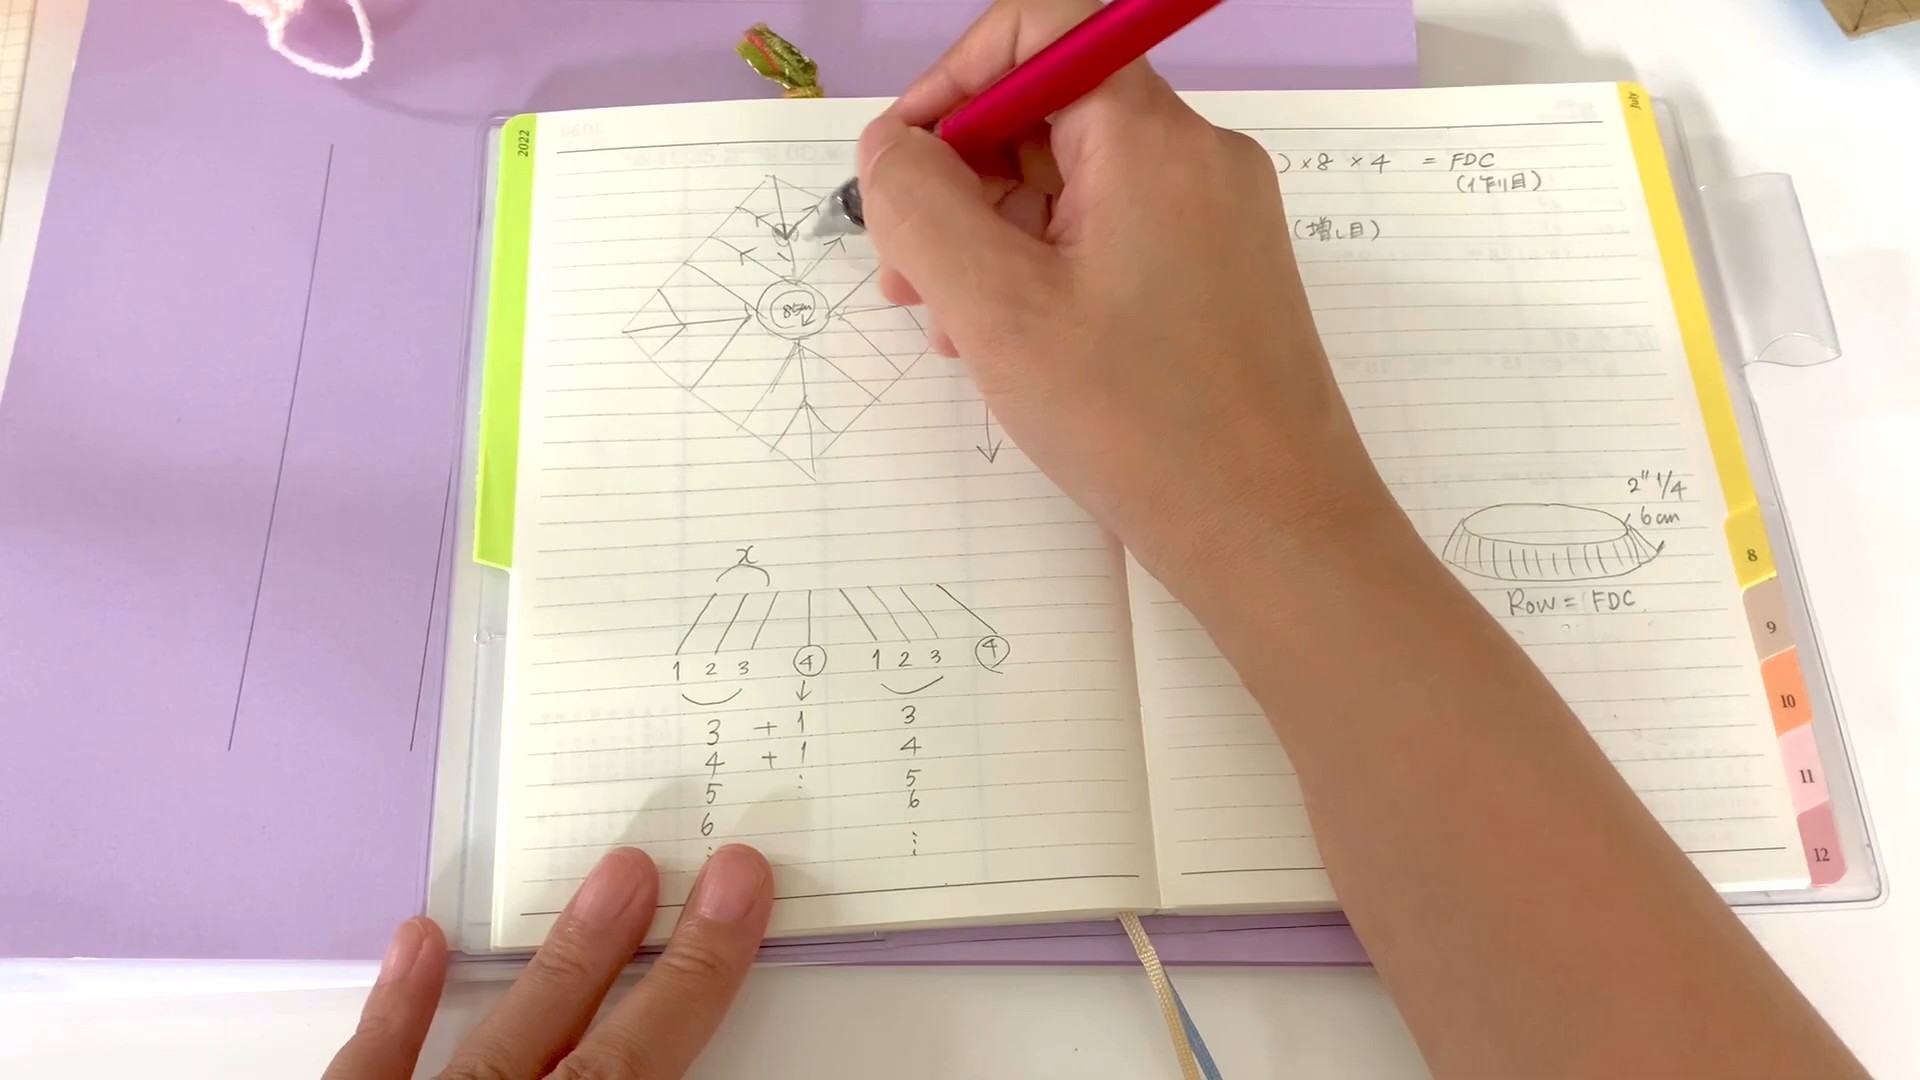 2022
July
) × 8 × 4 = FDC
(1作り目)
(増し目)
x
1 2 3 ④ 1 2 3 ④
3 + 1 3
4 + 1 4
5 5
6 6
2" 1/4
6cm
Row = FDC
8
9
10
11
12